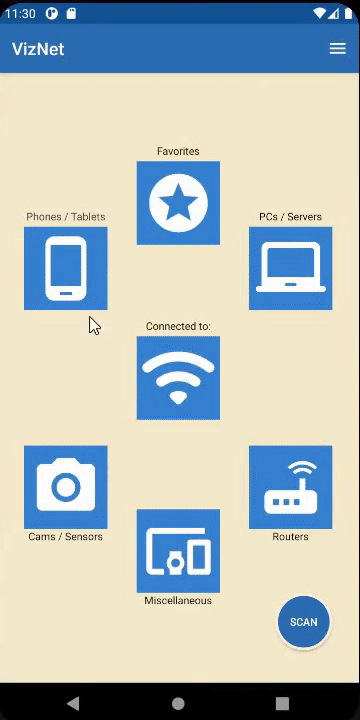 11:30
VizNet
Favorites
Phones / Tablets
PCs / Servers
Connected to:
Cams / Sensors
Routers
Miscellaneous
SCAN